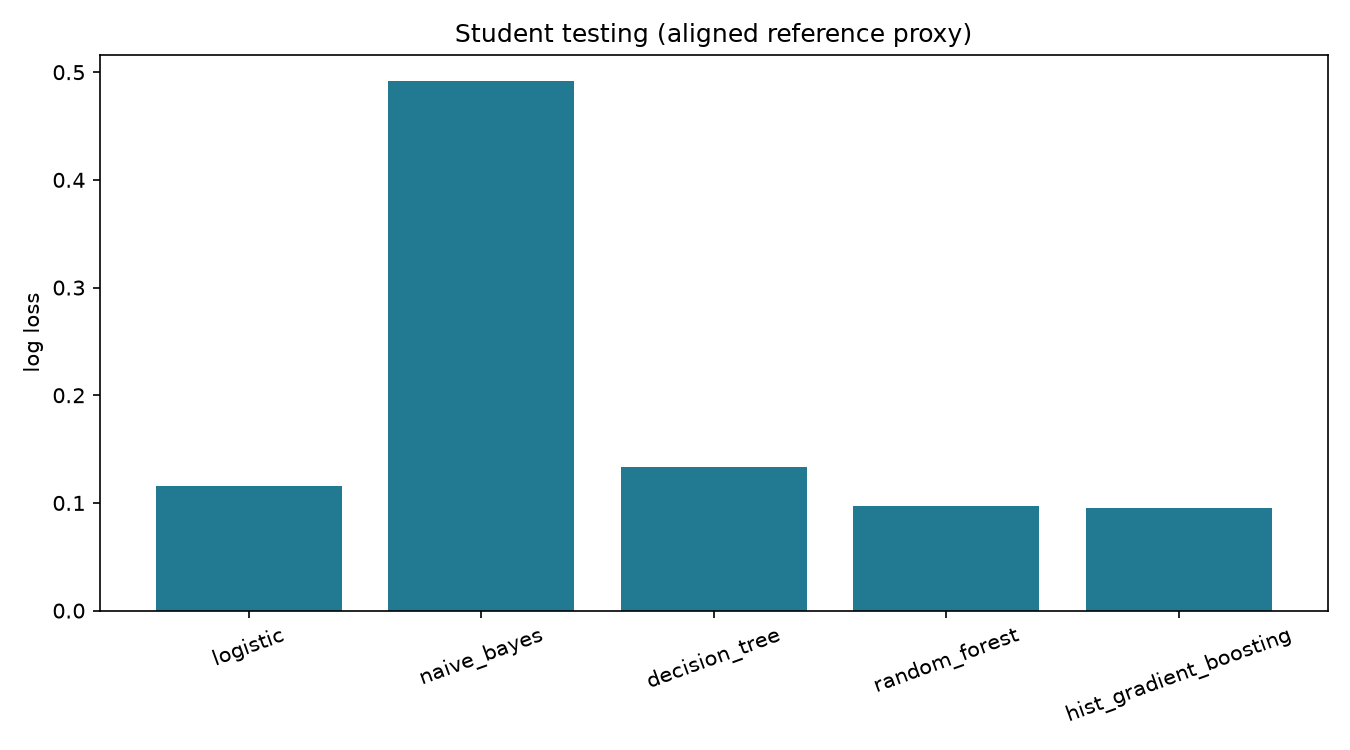 Student testing (aligned reference proxy)
log loss
0.5
0.4
0.3
0.2
0.1
0.0
logistic
naive_bayes
decision_tree
random_forest
hist_gradient_boosting